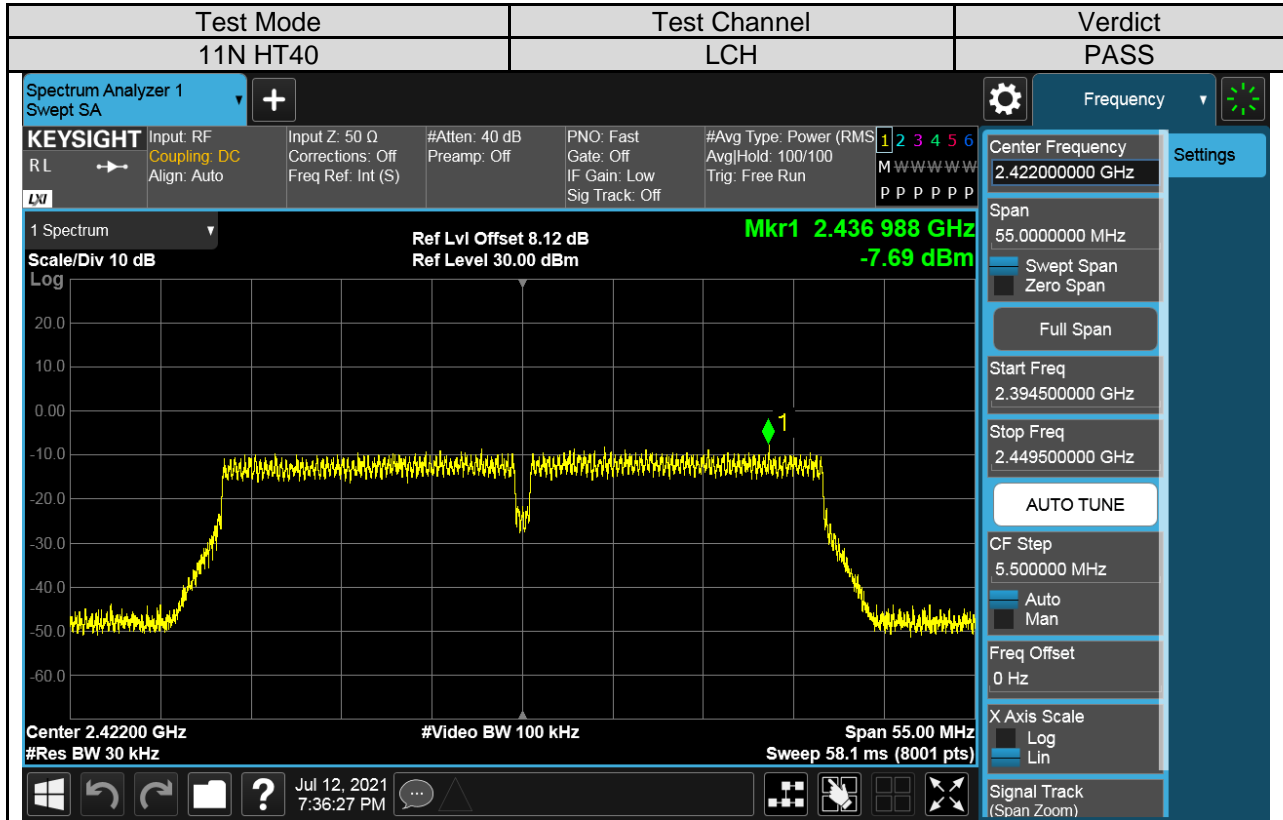 Test Mode Test Channel Verdict
11N HT40 LCH PASS
Spectrum Analyzer 1
Swept SA
Frequency
KEYSIGHT
R L
LXI
Input: RF
Coupling: DC
Align: Auto
Input Z: 50 Ω
Corrections: Off
Freq Ref: Int (S)
#Atten: 40 dB
Preamp: Off
PNO: Fast
Gate: Off
IF Gain: Low
Sig Track: Off
#Avg Type: Power (RMS
Avg|Hold: 100/100
Trig: Free Run
1 2 3 4 5 6
M W W W W W
P P P P P P
1 Spectrum
Scale/Div 10 dB
Ref Lvl Offset 8.12 dB
Ref Level 30.00 dBm
Mkr1 2.436 988 GHz
-7.69 dBm
Log
20.0
10.0
0.00
-10.0
-20.0
-30.0
-40.0
-50.0
-60.0
1
Center 2.42200 GHz
#Res BW 30 kHz
#Video BW 100 kHz
Span 55.00 MHz
Sweep 58.1 ms (8001 pts)
Center Frequency
2.422000000 GHz
Settings
Span
55.0000000 MHz
Swept Span
Zero Span
Full Span
Start Freq
2.394500000 GHz
Stop Freq
2.449500000 GHz
AUTO TUNE
CF Step
5.500000 MHz
Auto
Man
Freq Offset
0 Hz
X Axis Scale
Log
Lin
Signal Track
(Span Zoom)
?
Jul 12, 2021
7:36:27 PM